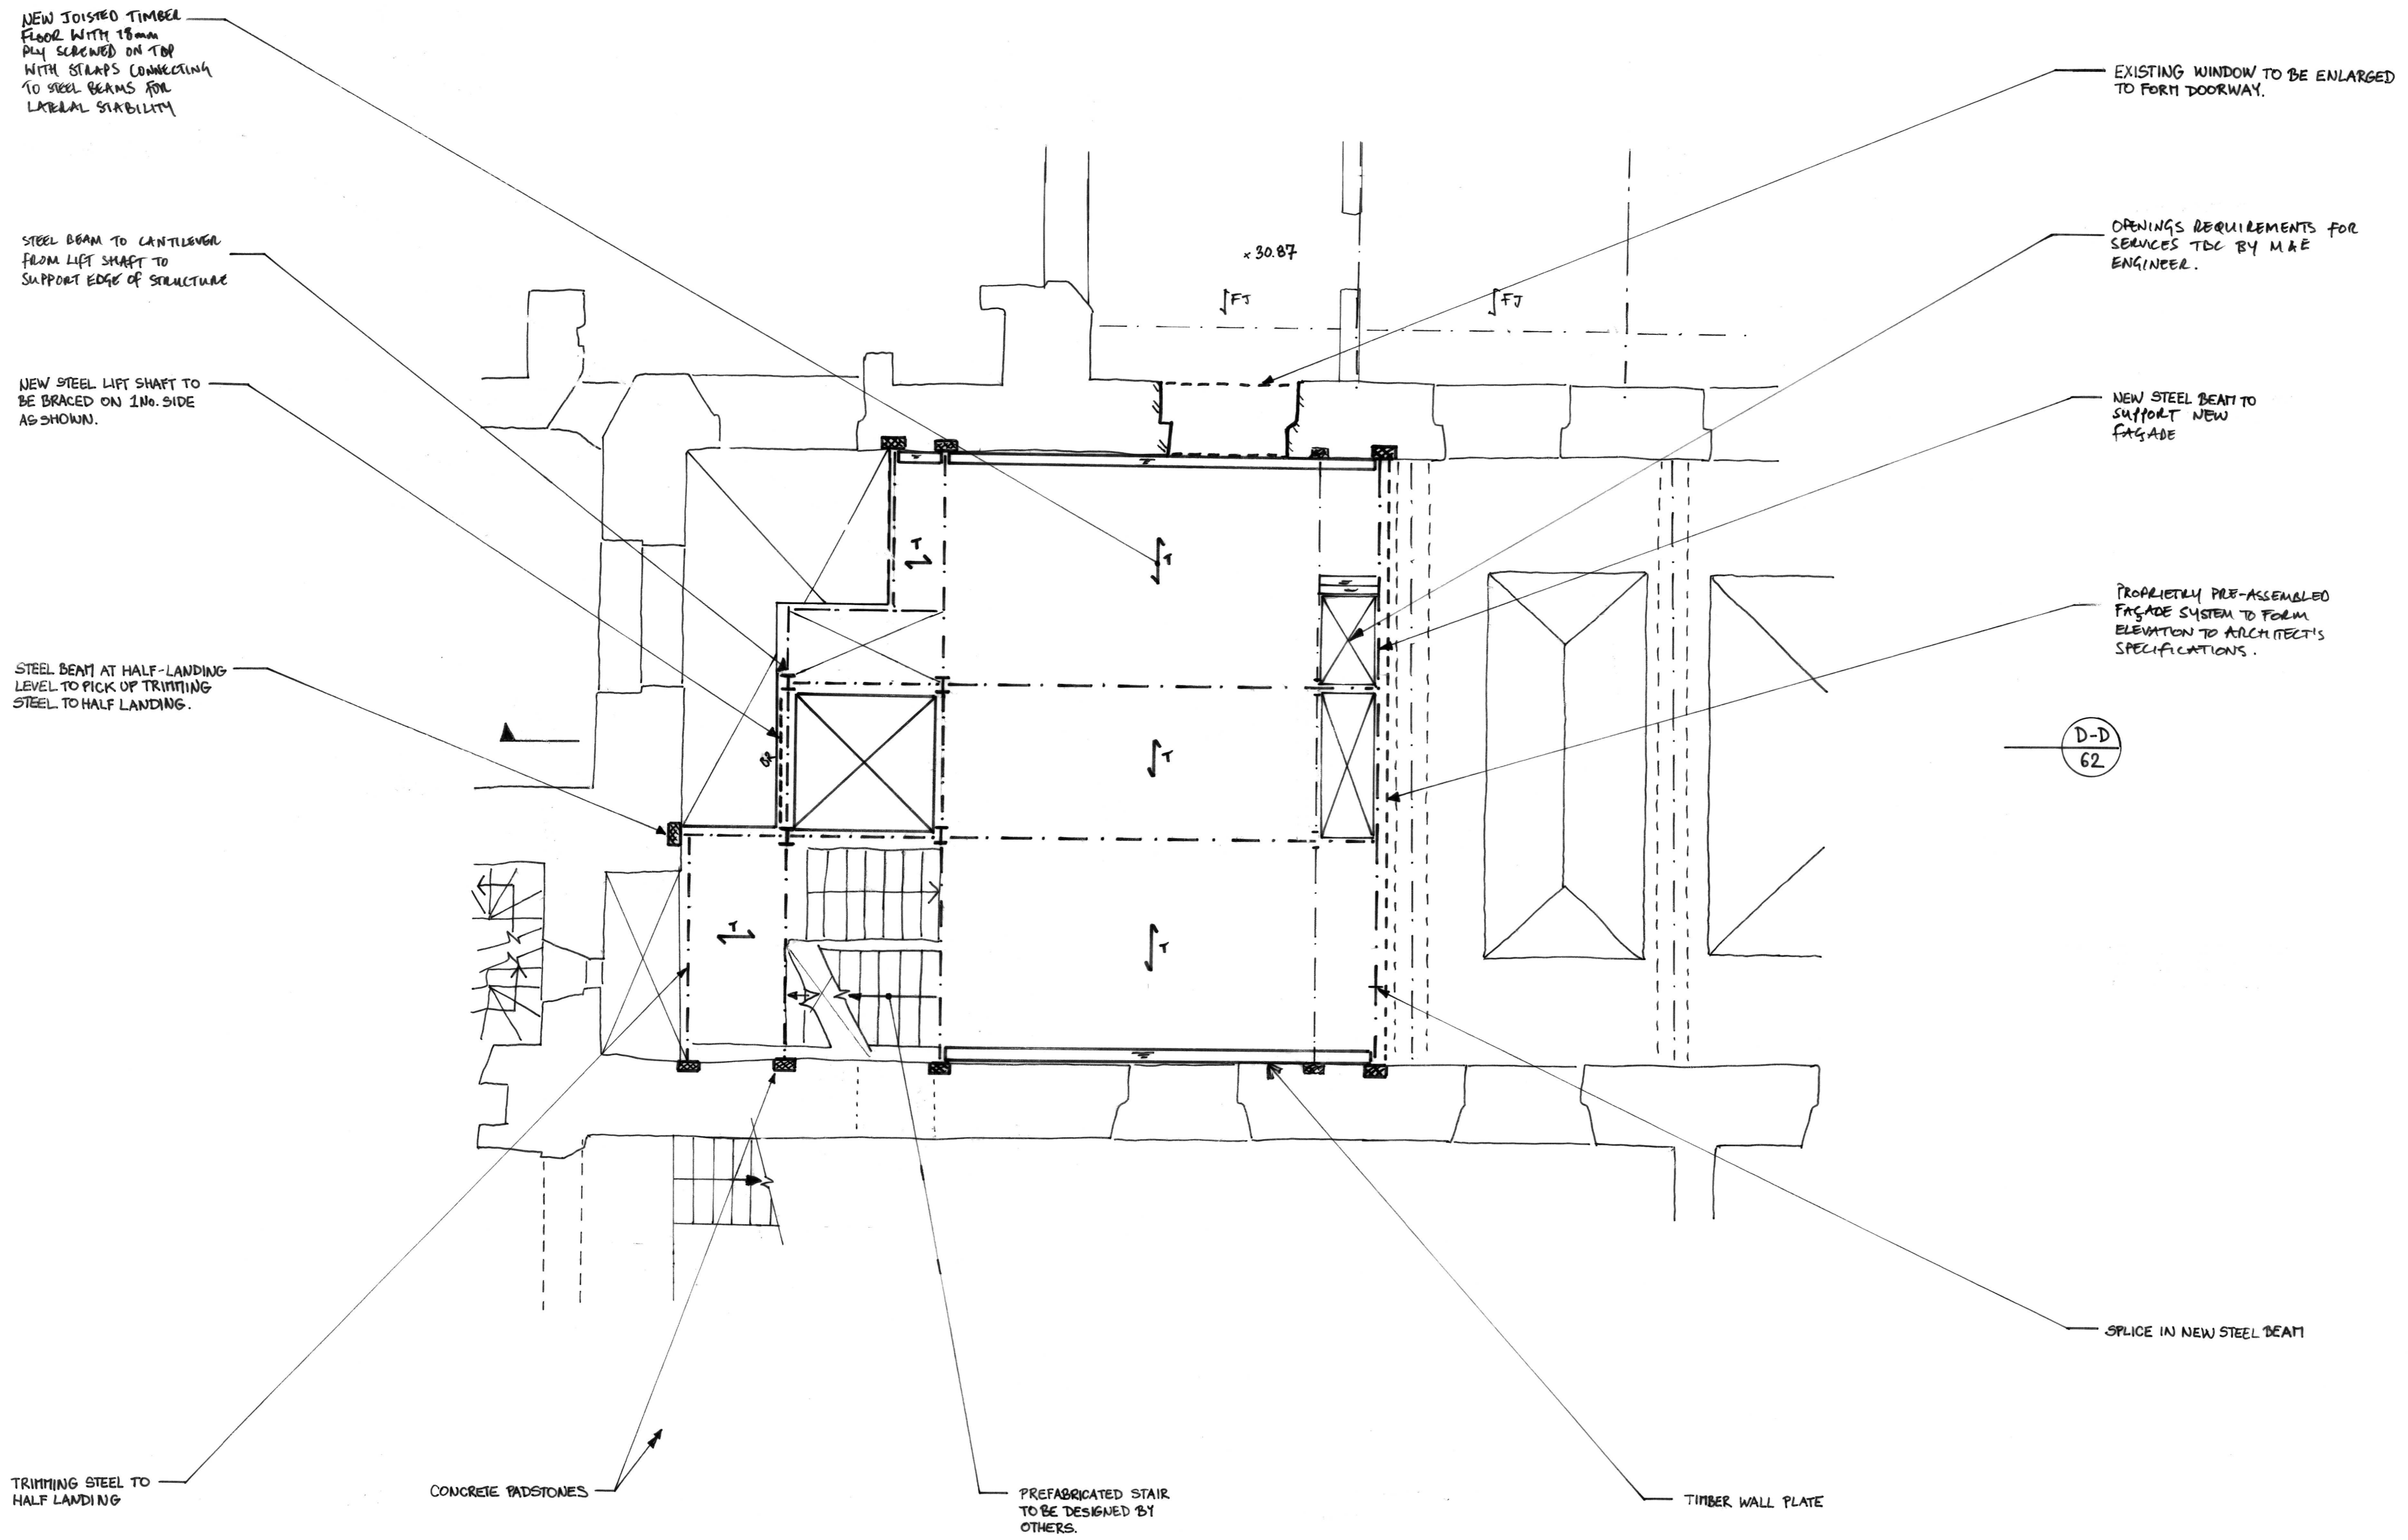 NEW JOISTED TIMBER
FLOOR WITH 18mm
PLY SCREWED ON TOP
WITH STRAPS CONNECTING
TO STEEL BEAMS FOR
LATERAL STABILITY
STEEL BEAM TO CANTILEVER
FROM LIFT SHAFT TO
SUPPORT EDGE OF STRUCTURE
NEW STEEL LIFT SHAFT TO
BE BRACED ON 1No. SIDE
AS SHOWN.
STEEL BEAM AT HALF-LANDING
LEVEL TO PICK UP TRIMMING
STEEL TO HALF LANDING.
TRIMMING STEEL TO
HALF LANDING
CONCRETE PADSTONES
PREFABRICATED STAIR
TO BE DESIGNED BY
OTHERS.
TIMBER WALL PLATE
SPLICE IN NEW STEEL BEAM
x 30.87
FJ
FJ
T
T
T
T
T
BR
EXISTING WINDOW TO BE ENLARGED
TO FORM DOORWAY.
OPENINGS REQUIREMENTS FOR
SERVICES TBC BY M&E
ENGINEER.
NEW STEEL BEAM TO
SUPPORT NEW
FAÇADE
PROPRIETRY PRE-ASSEMBLED
FAÇADE SYSTEM TO FORM
ELEVATION TO ARCHITECT'S
SPECIFICATIONS.
D-D
62